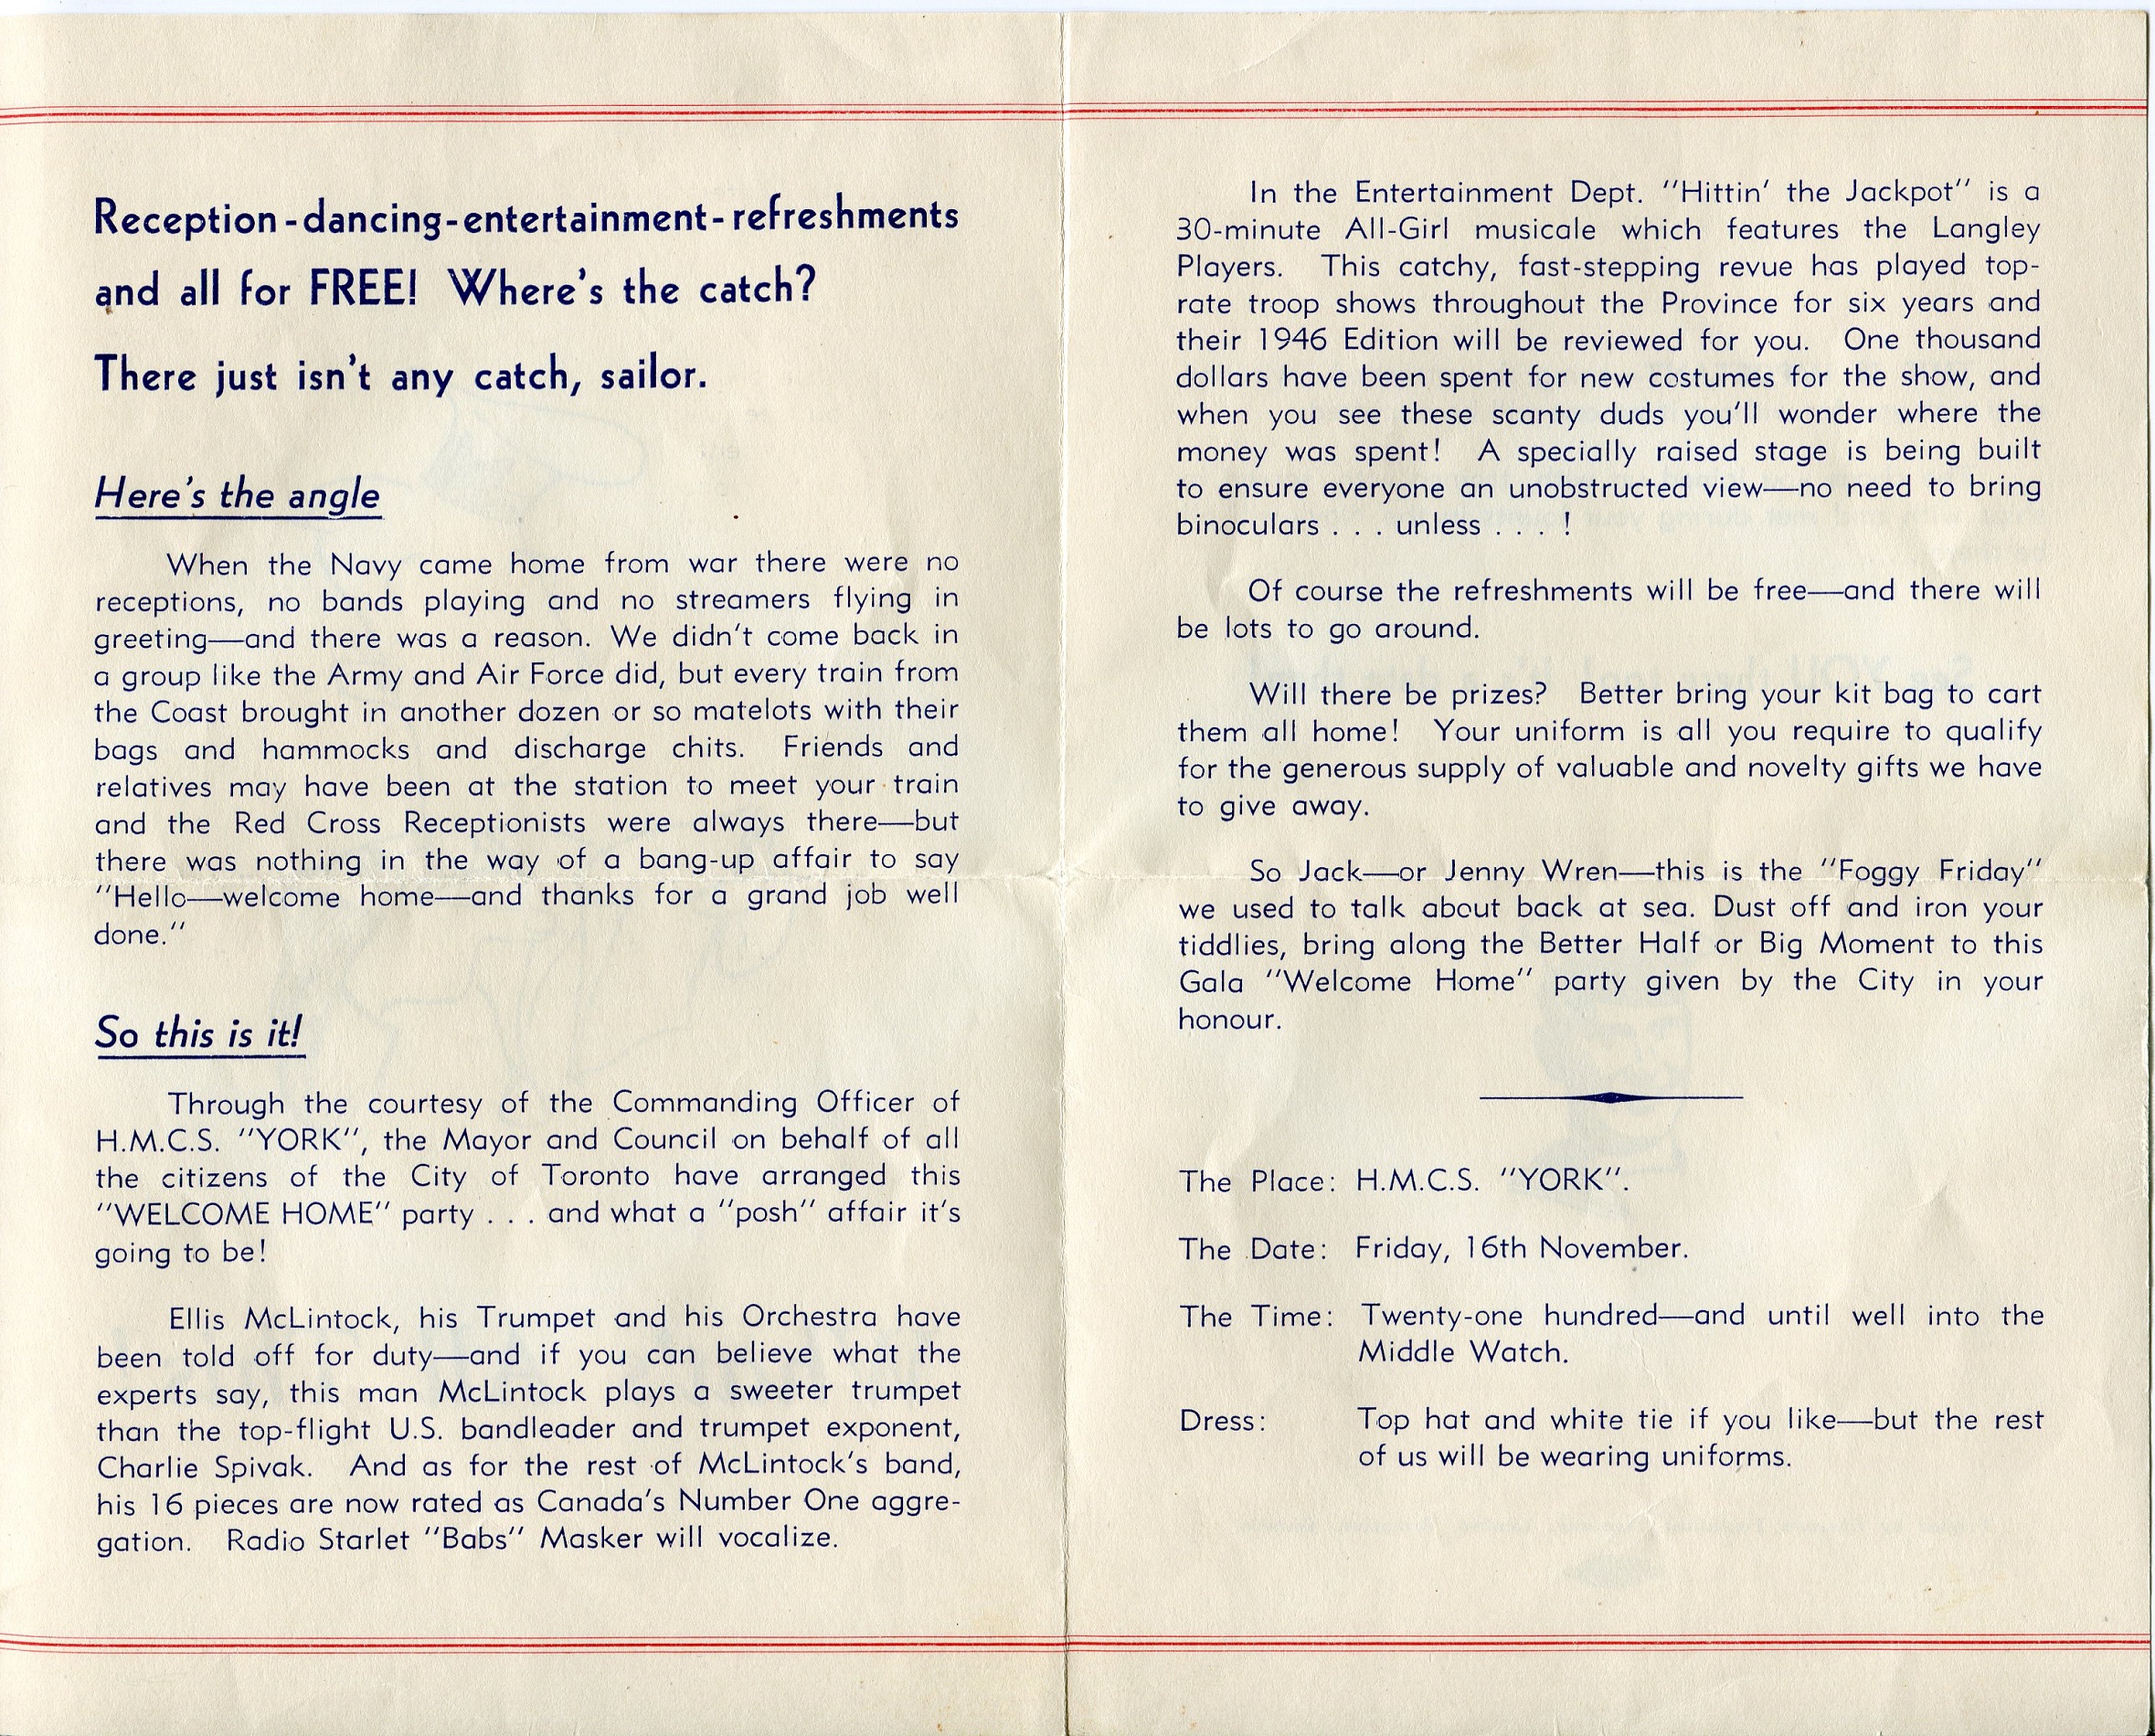 Reception-dancing-entertainment-refreshments
and all for FREE! Where's the catch?
There just isn't any catch, sailor.
Here's the angle
When the Navy came home from war there were no
receptions, no bands playing and no streamers flying in
greeting—and there was a reason. We didn't come back in
a group like the Army and Air Force did, but every train from
the Coast brought in another dozen or so matelots with their
bags and hammocks and discharge chits. Friends and
relatives may have been at the station to meet your train
and the Red Cross Receptionists were always there—but
there was nothing in the way of a bang-up affair to say
"Hello—welcome home—and thanks for a grand job well
done."
So this is it!
Through the courtesy of the Commanding Officer of
H.M.C.S. "YORK", the Mayor and Council on behalf of all
the citizens of the City of Toronto have arranged this
"WELCOME HOME" party . . . and what a "posh" affair it's
going to be!
Ellis McLintock, his Trumpet and his Orchestra have
been told off for duty—and if you can believe what the
experts say, this man McLintock plays a sweeter trumpet
than the top-flight U.S. bandleader and trumpet exponent,
Charlie Spivak. And as for the rest of McLintock's band,
his 16 pieces are now rated as Canada's Number One aggre-
gation. Radio Starlet "Babs" Masker will vocalize.
In the Entertainment Dept. "Hittin' the Jackpot" is a
30-minute All-Girl musicale which features the Langley
Players. This catchy, fast-stepping revue has played top-
rate troop shows throughout the Province for six years and
their 1946 Edition will be reviewed for you. One thousand
dollars have been spent for new costumes for the show, and
when you see these scanty duds you'll wonder where the
money was spent! A specially raised stage is being built
to ensure everyone an unobstructed view—no need to bring
binoculars . . . unless . . . !
Of course the refreshments will be free—and there will
be lots to go around.
Will there be prizes? Better bring your kit bag to cart
them all home! Your uniform is all you require to qualify
for the generous supply of valuable and novelty gifts we have
to give away.
So Jack—or Jenny Wren—this is the "Foggy Friday"
we used to talk about back at sea. Dust off and iron your
tiddlies, bring along the Better Half or Big Moment to this
Gala "Welcome Home" party given by the City in your
honour.
The Place: H.M.C.S. "YORK".
The Date: Friday, 16th November.
The Time: Twenty-one hundred—and until well into the
Middle Watch.
Dress: Top hat and white tie if you like—but the rest
of us will be wearing uniforms.